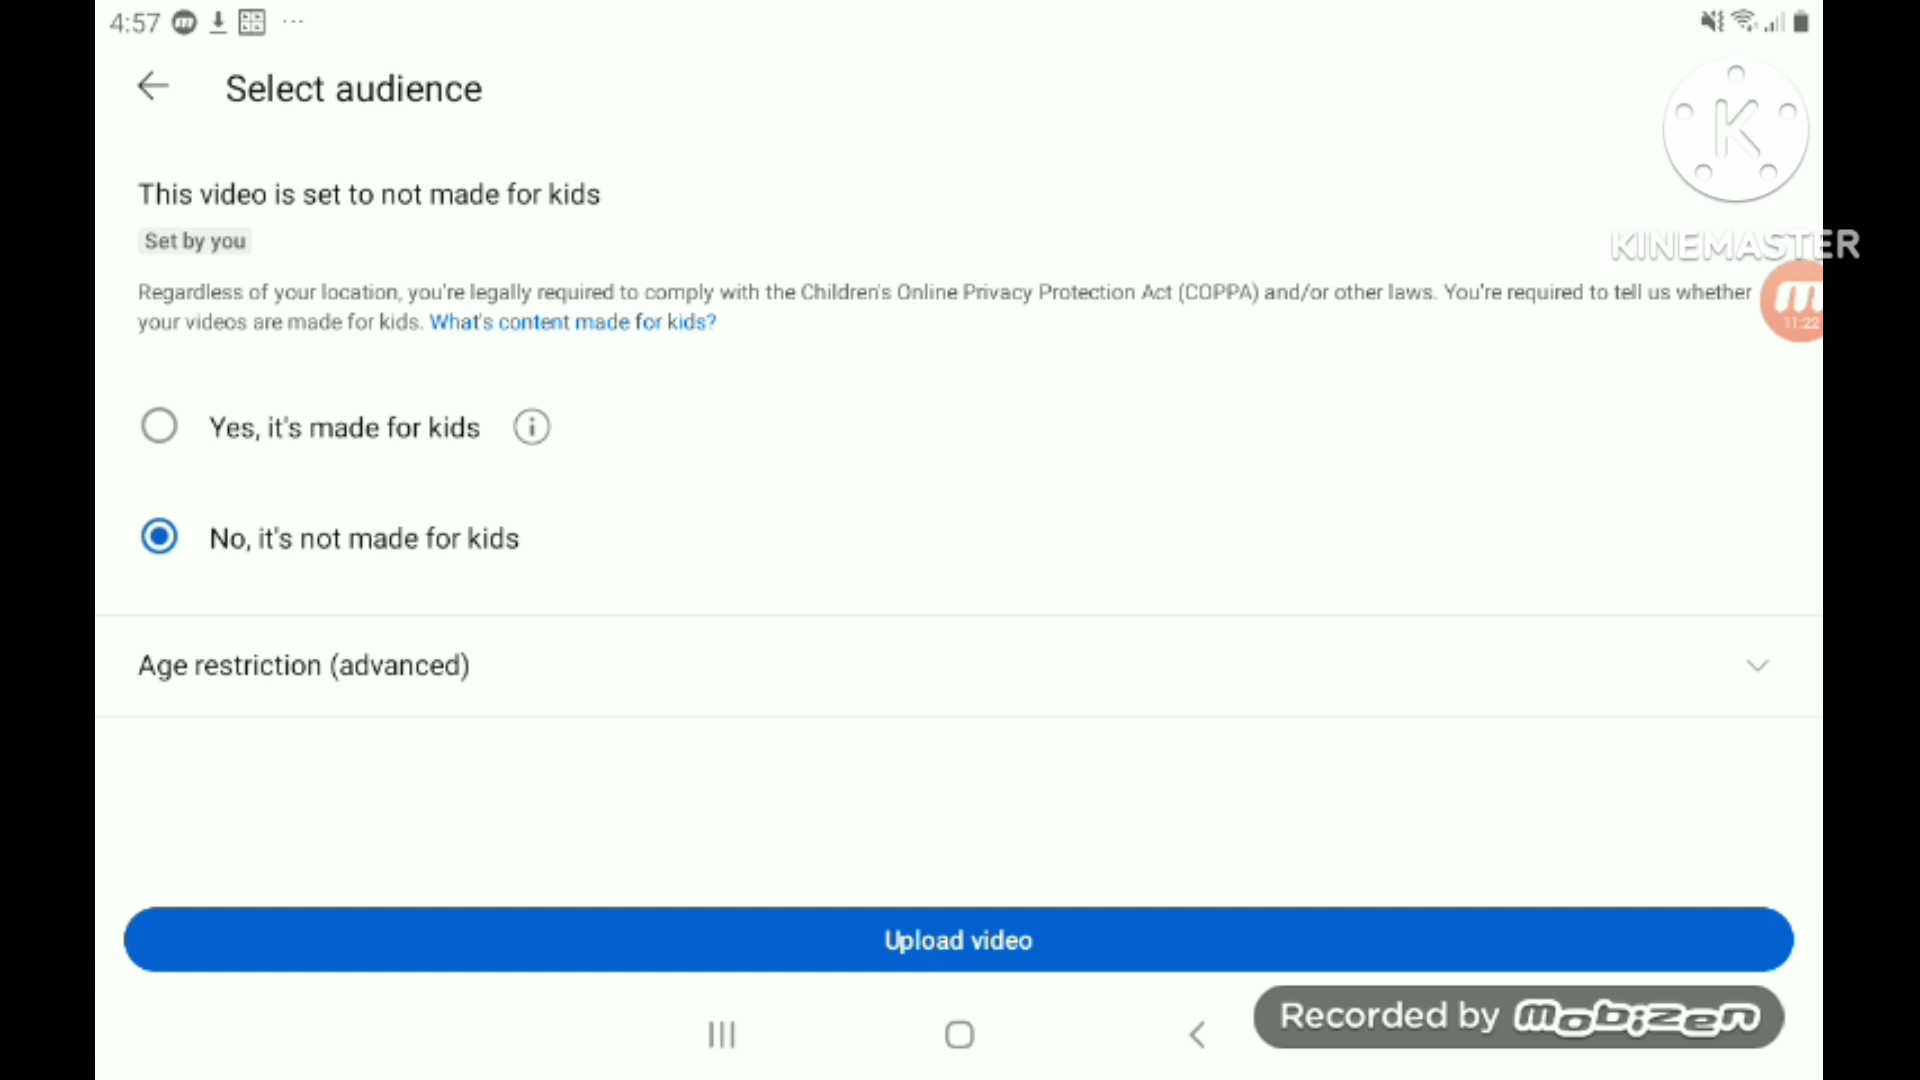 4:57
Select audience
K
KINEMASTER
This video is set to not made for kids
Set by you
Regardless of your location, you're legally required to comply with the Children's Online Privacy Protection Act (COPPA) and/or other laws. You're required to tell us whether
your videos are made for kids. What's content made for kids?
11:22
Yes, it's made for kids
No, it's not made for kids
Age restriction (advanced)
Upload video
Recorded by mobizen